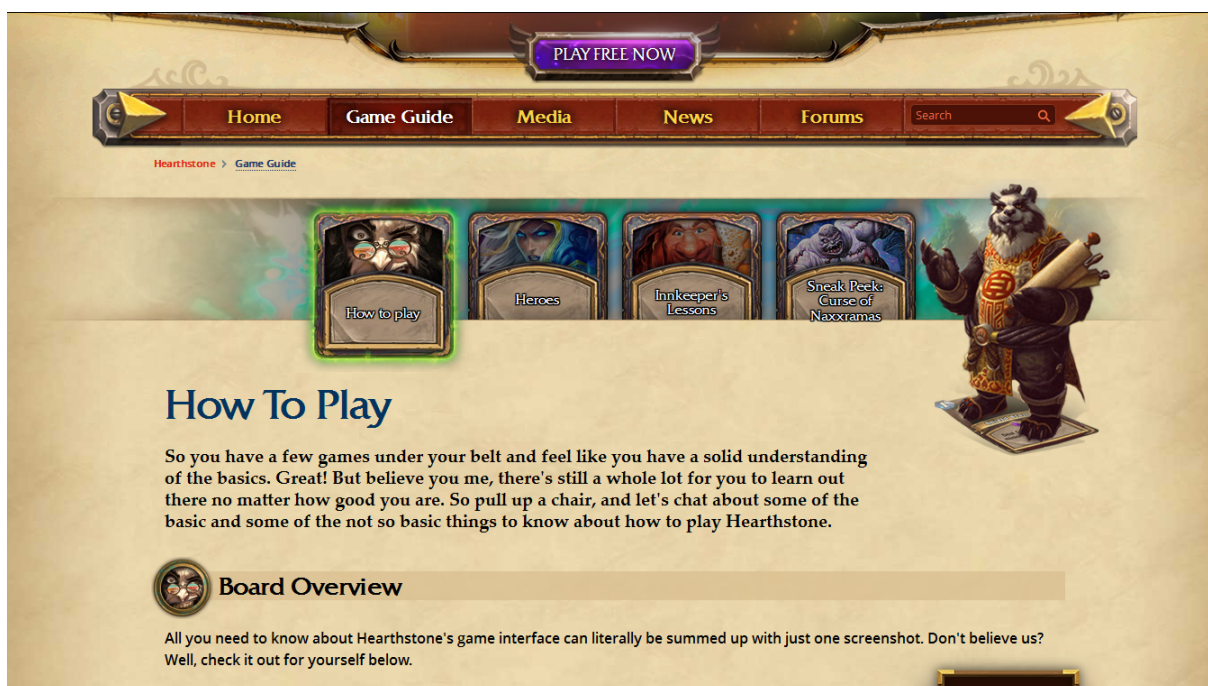 PLAY FREE NOW
Home Game Guide Media News Forums Search
Hearthstone > Game Guide
How to play
Heroes
Innkeeper's
Lessons
Sneak Peek:
Curse of
Naxxramas
How To Play
So you have a few games under your belt and feel like you have a solid understanding
of the basics. Great! But believe you me, there's still a whole lot for you to learn out
there no matter how good you are. So pull up a chair, and let's chat about some of the
basic and some of the not so basic things to know about how to play Hearthstone.
Board Overview
All you need to know about Hearthstone's game interface can literally be summed up with just one screenshot. Don't believe us?
Well, check it out for yourself below.